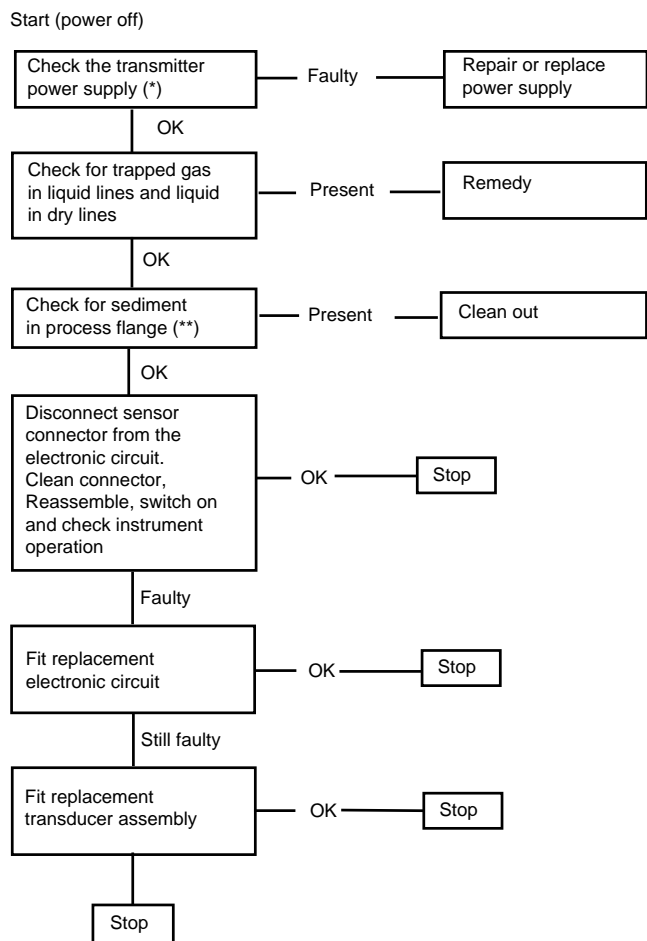 Start (power off)
Check the transmitter
power supply (*)
Faulty
Repair or replace
power supply
OK
Check for trapped gas
in liquid lines and liquid
in dry lines
Present
Remedy
OK
Check for sediment
in process flange (**)
Present
Clean out
OK
Disconnect sensor
connector from the
electronic circuit.
Clean connector,
Reassemble, switch on
and check instrument
operation
OK
Stop
Faulty
Fit replacement
electronic circuit
OK
Stop
Still faulty
Fit replacement
transducer assembly
OK
Stop
Stop